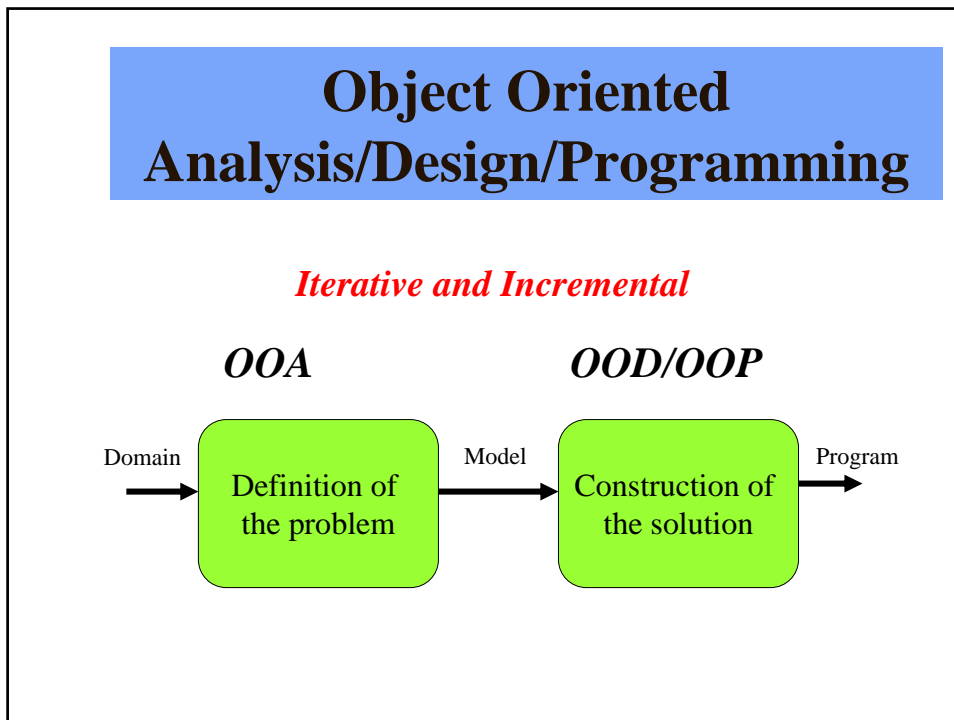 Object Oriented
Analysis/Design/Programming
Iterative and Incremental
OOA
OOD/OOP
Domain
Definition of
the problem
Model
Construction of
the solution
Program